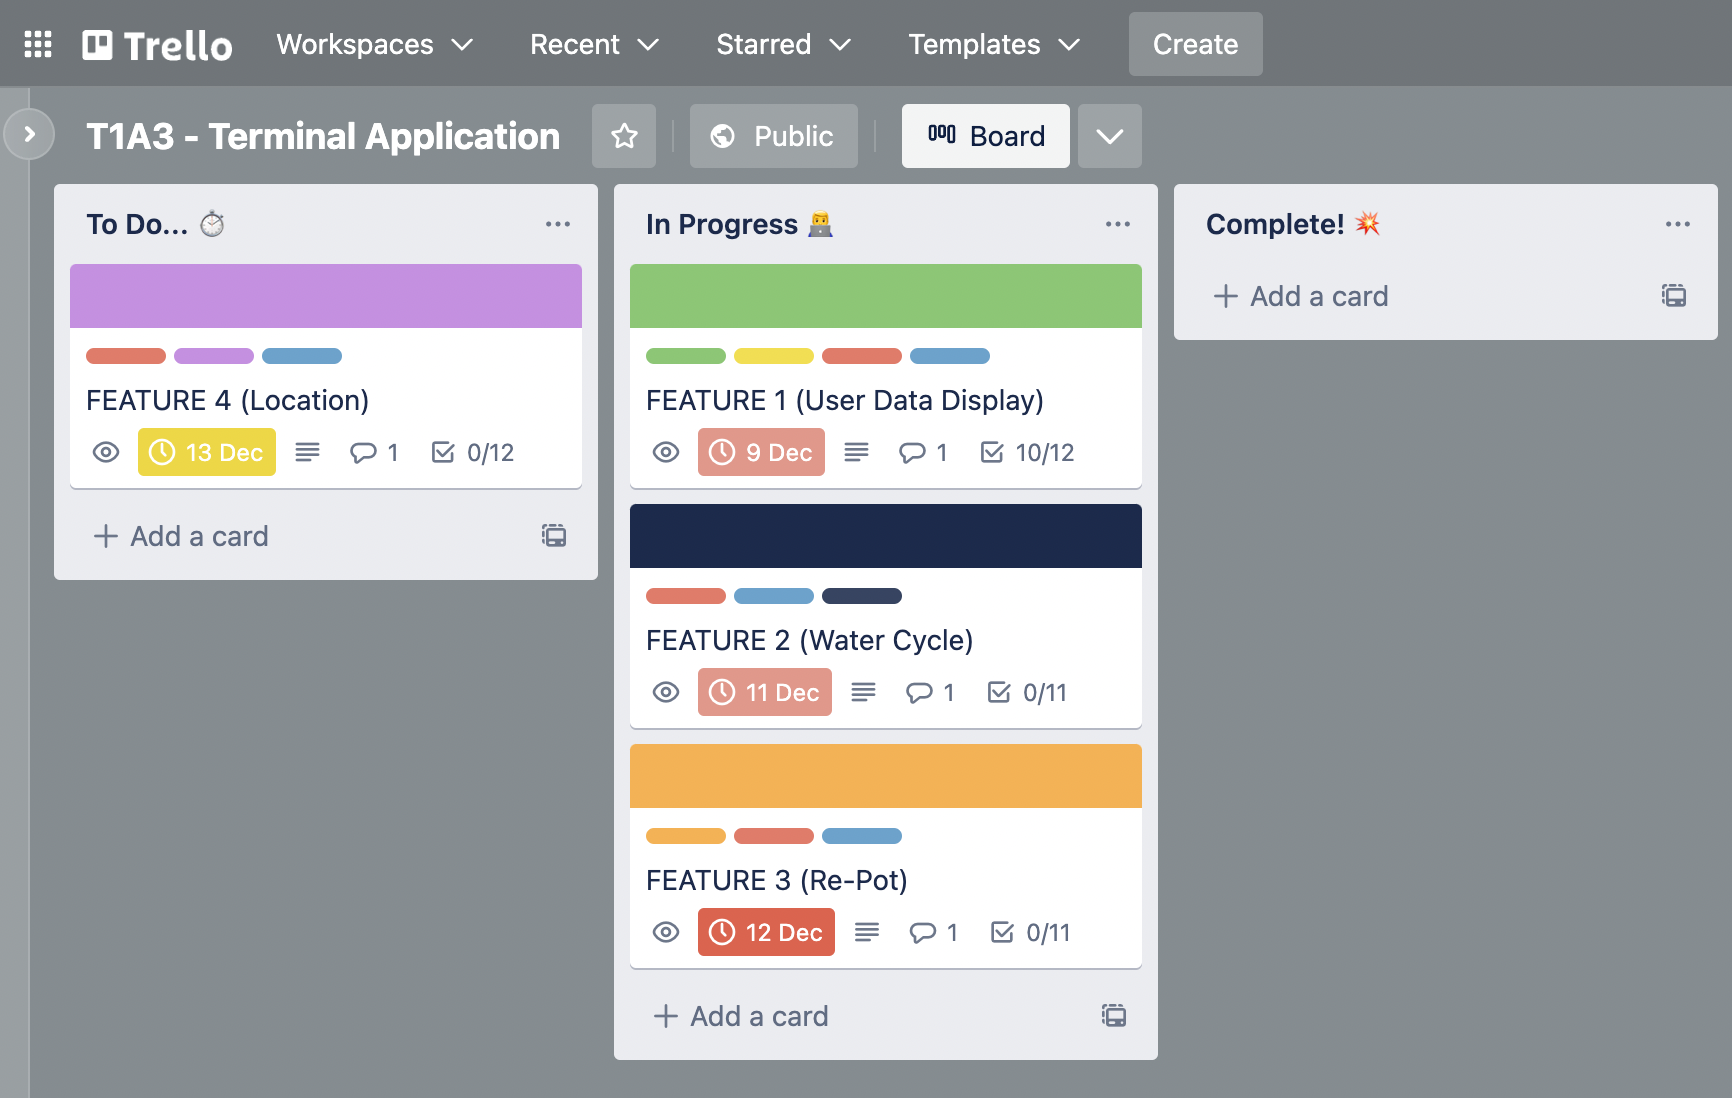 Trello Workspaces Recent Starred Templates Create
T1A3 - Terminal Application Public Board
To Do... ⏱️
FEATURE 4 (Location)
13 Dec 1 0/12
+ Add a card
In Progress 👨‍💻
FEATURE 1 (User Data Display)
9 Dec 1 10/12
FEATURE 2 (Water Cycle)
11 Dec 1 0/11
FEATURE 3 (Re-Pot)
12 Dec 1 0/11
+ Add a card
Complete! 💥
+ Add a card